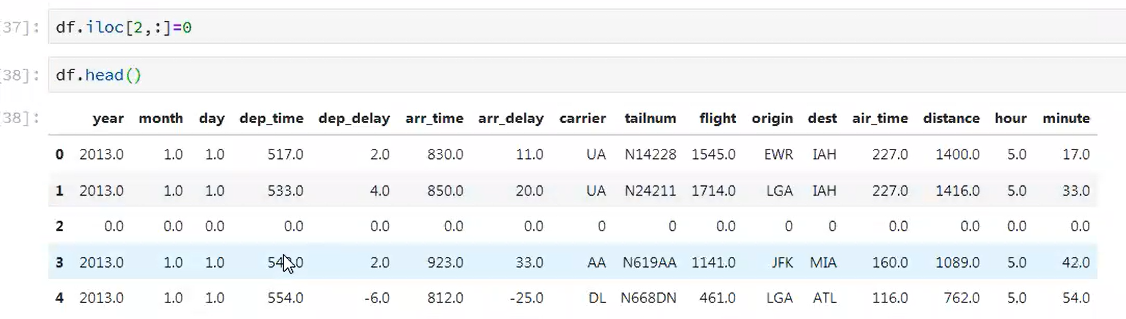 37]: df.iloc[2,:]=0
[38]: df.head()
38]:
year month day dep_time dep_delay arr_time arr_delay carrier tailnum flight origin dest air_time distance hour minute
0 2013.0 1.0 1.0 517.0 2.0 830.0 11.0 UA N14228 1545.0 EWR IAH 227.0 1400.0 5.0 17.0
1 2013.0 1.0 1.0 533.0 4.0 850.0 20.0 UA N24211 1714.0 LGA IAH 227.0 1416.0 5.0 33.0
2 0.0 0.0 0.0 0.0 0.0 0.0 0.0 0 0 0.0 0 0 0.0 0.0 0.0 0.0
3 2013.0 1.0 1.0 2.0 923.0 33.0 AA N619AA 1141.0 JFK MIA 160.0 1089.0 5.0 42.0
4 2013.0 1.0 1.0 554.0 -6.0 812.0 -25.0 DL N668DN 461.0 LGA ATL 116.0 762.0 5.0 54.0